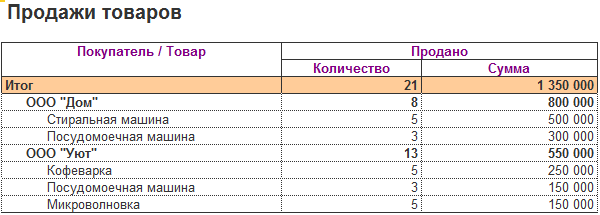 Продажи товаров
Покупатель / Товар Продано
Количество Сумма
Итог 21 1 350 000
ООО "Дом" 8 800 000
Стиральная машина 5 500 000
Посудомоечная машина 3 300 000
ООО "Уют" 13 550 000
Кофеварка 5 250 000
Посудомоечная машина 3 150 000
Микроволновка 5 150 000